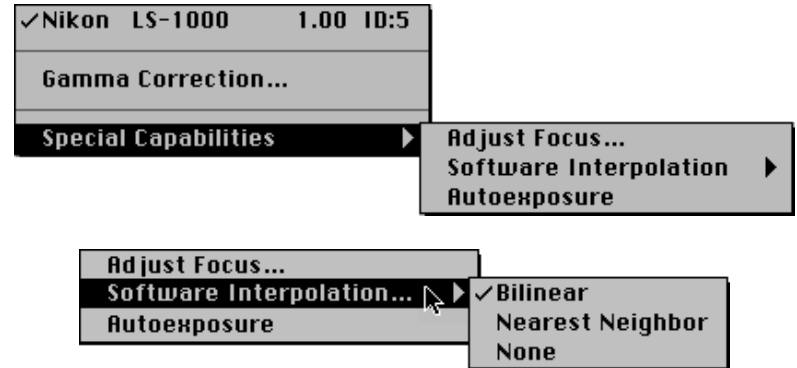 ✓Nikon LS-1000 1.00 ID:5
Gamma Correction...
Special Capabilities
Adjust Focus...
Software Interpolation
Autoexposure
Adjust Focus...
Software Interpolation...
Autoexposure
✓Bilinear
Nearest Neighbor
None